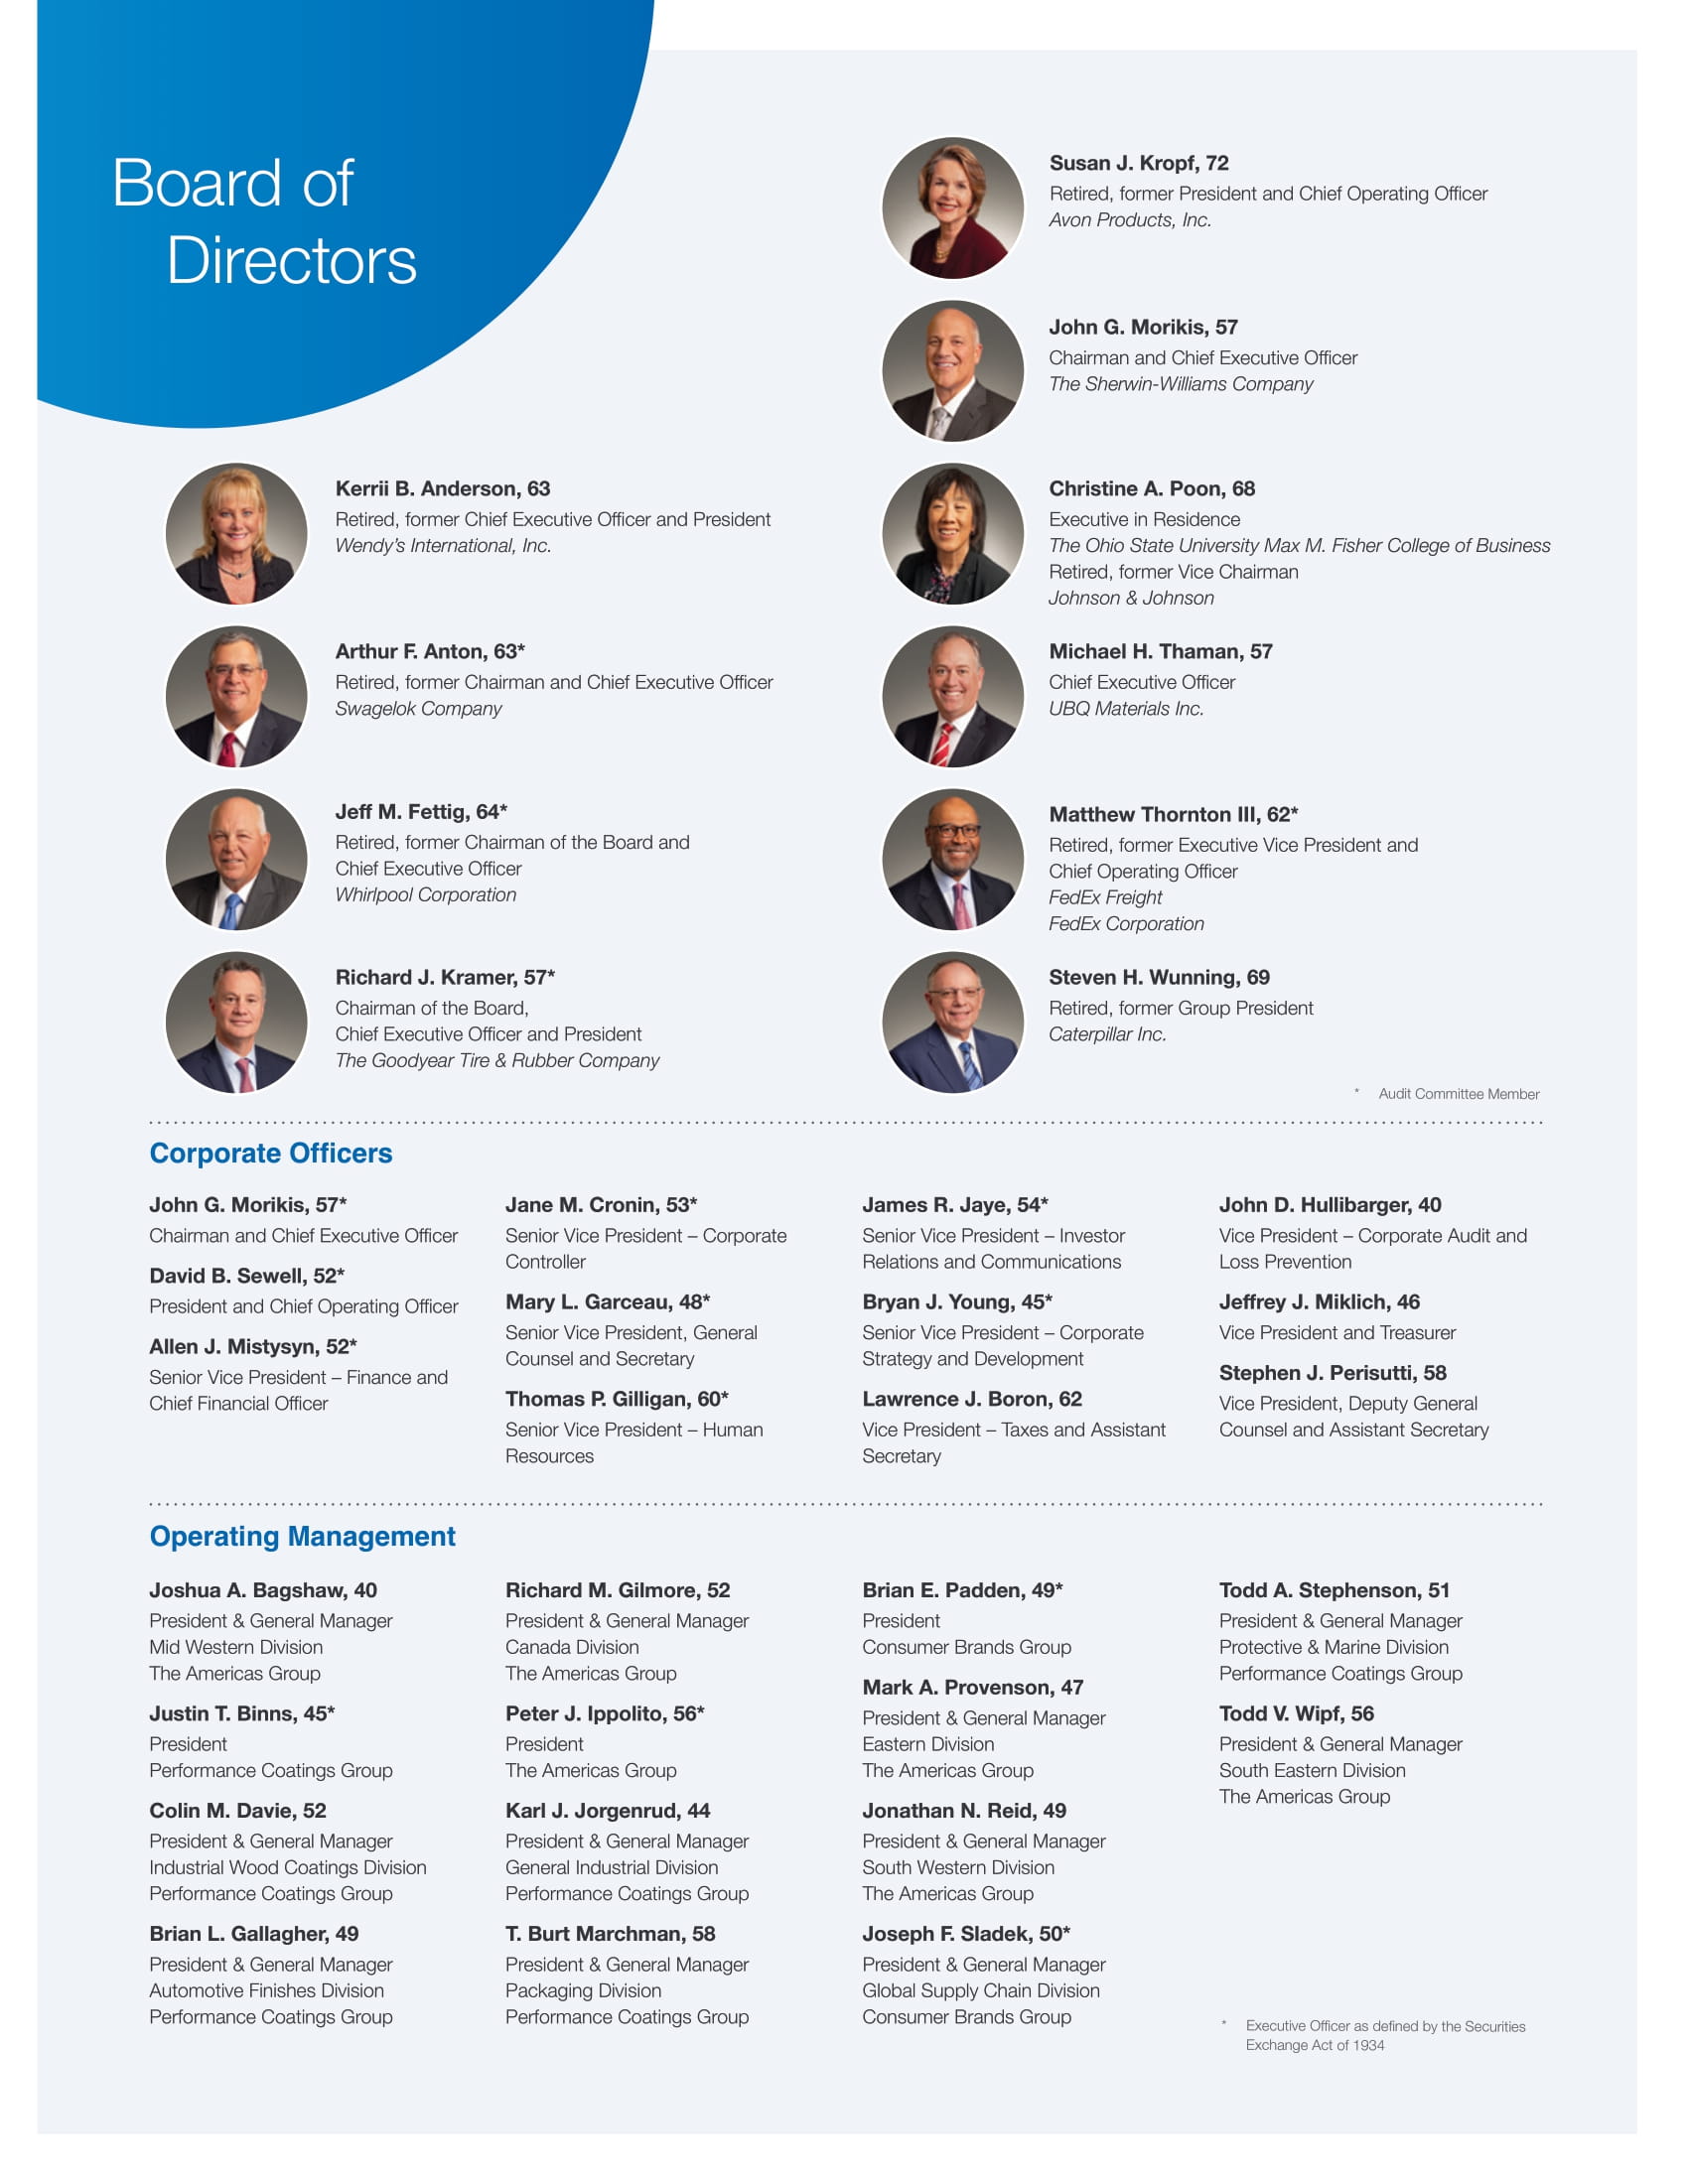 Board of
Directors
Kerrii B. Anderson, 63
Retired, former Chief Executive Officer and President
Wendy’s International, Inc.
Arthur F. Anton, 63*
Retired, former Chairman and Chief Executive Officer
Swagelok Company
Jeff M. Fettig, 64*
Retired, former Chairman of the Board and
Chief Executive Officer
Whirlpool Corporation
Richard J. Kramer, 57*
Chairman of the Board,
Chief Executive Officer and President
The Goodyear Tire & Rubber Company
Susan J. Kropf, 72
Retired, former President and Chief Operating Officer
Avon Products, Inc.
John G. Morikis, 57
Chairman and Chief Executive Officer
The Sherwin-Williams Company
Christine A. Poon, 68
Executive in Residence
The Ohio State University Max M. Fisher College of Business
Retired, former Vice Chairman
Johnson & Johnson
Michael H. Thaman, 57
Chief Executive Officer
UBQ Materials Inc.
Matthew Thornton III, 62*
Retired, former Executive Vice President and
Chief Operating Officer
FedEx Freight
FedEx Corporation
Steven H. Wunning, 69
Retired, former Group President
Caterpillar Inc.
* Audit Committee Member
Corporate Officers
John G. Morikis, 57*
Chairman and Chief Executive Officer
David B. Sewell, 52*
President and Chief Operating Officer
Allen J. Mistysyn, 52*
Senior Vice President – Finance and
Chief Financial Officer
Jane M. Cronin, 53*
Senior Vice President – Corporate
Controller
Mary L. Garceau, 48*
Senior Vice President, General
Counsel and Secretary
Thomas P. Gilligan, 60*
Senior Vice President – Human
Resources
James R. Jaye, 54*
Senior Vice President – Investor
Relations and Communications
Bryan J. Young, 45*
Senior Vice President – Corporate
Strategy and Development
Lawrence J. Boron, 62
Vice President – Taxes and Assistant
Secretary
John D. Hullibarger, 40
Vice President – Corporate Audit and
Loss Prevention
Jeffrey J. Miklich, 46
Vice President and Treasurer
Stephen J. Perisutti, 58
Vice President, Deputy General
Counsel and Assistant Secretary
Operating Management
Joshua A. Bagshaw, 40
President & General Manager
Mid Western Division
The Americas Group
Justin T. Binns, 45*
President
Performance Coatings Group
Colin M. Davie, 52
President & General Manager
Industrial Wood Coatings Division
Performance Coatings Group
Brian L. Gallagher, 49
President & General Manager
Automotive Finishes Division
Performance Coatings Group
Richard M. Gilmore, 52
President & General Manager
Canada Division
The Americas Group
Peter J. Ippolito, 56*
President
The Americas Group
Karl J. Jorgenrud, 44
President & General Manager
General Industrial Division
Performance Coatings Group
T. Burt Marchman, 58
President & General Manager
Packaging Division
Performance Coatings Group
Brian E. Padden, 49*
President
Consumer Brands Group
Mark A. Provenson, 47
President & General Manager
Eastern Division
The Americas Group
Jonathan N. Reid, 49
President & General Manager
South Western Division
The Americas Group
Joseph F. Sladek, 50*
President & General Manager
Global Supply Chain Division
Consumer Brands Group
Todd A. Stephenson, 51
President & General Manager
Protective & Marine Division
Performance Coatings Group
Todd V. Wipf, 56
President & General Manager
South Eastern Division
The Americas Group
* Executive Officer as defined by the Securities
Exchange Act of 1934